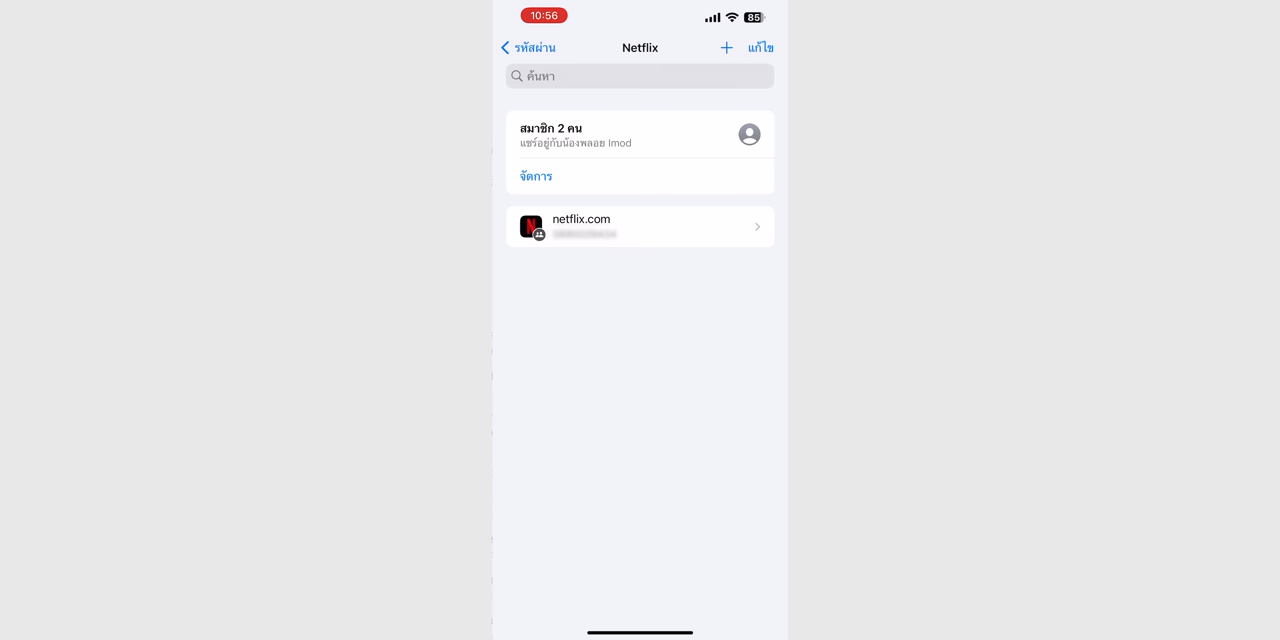 10:56
85
รหัสผ่าน
Netflix
แก้ไข
ค้นหา
สมาชิก 2 คน
แชร์อยู่กับน้องพลอย Imod
จัดการ
netflix.com